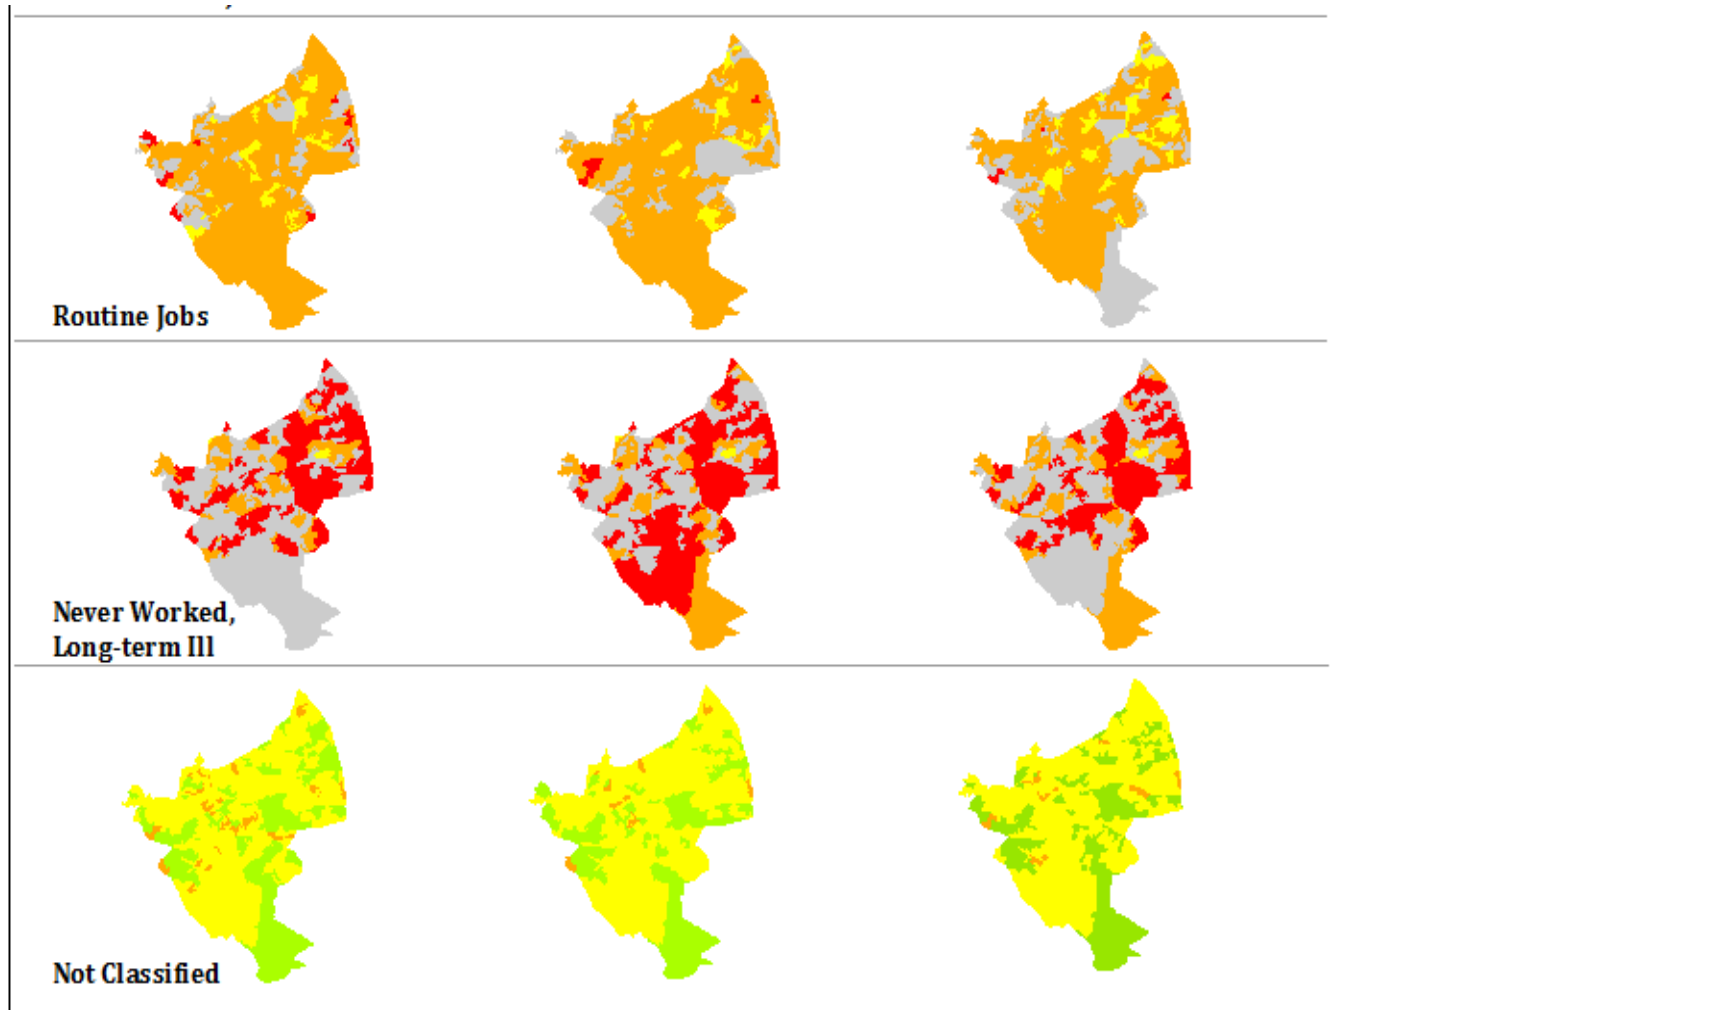 Routine Jobs
Never Worked,
Long-term Ill
Not Classified